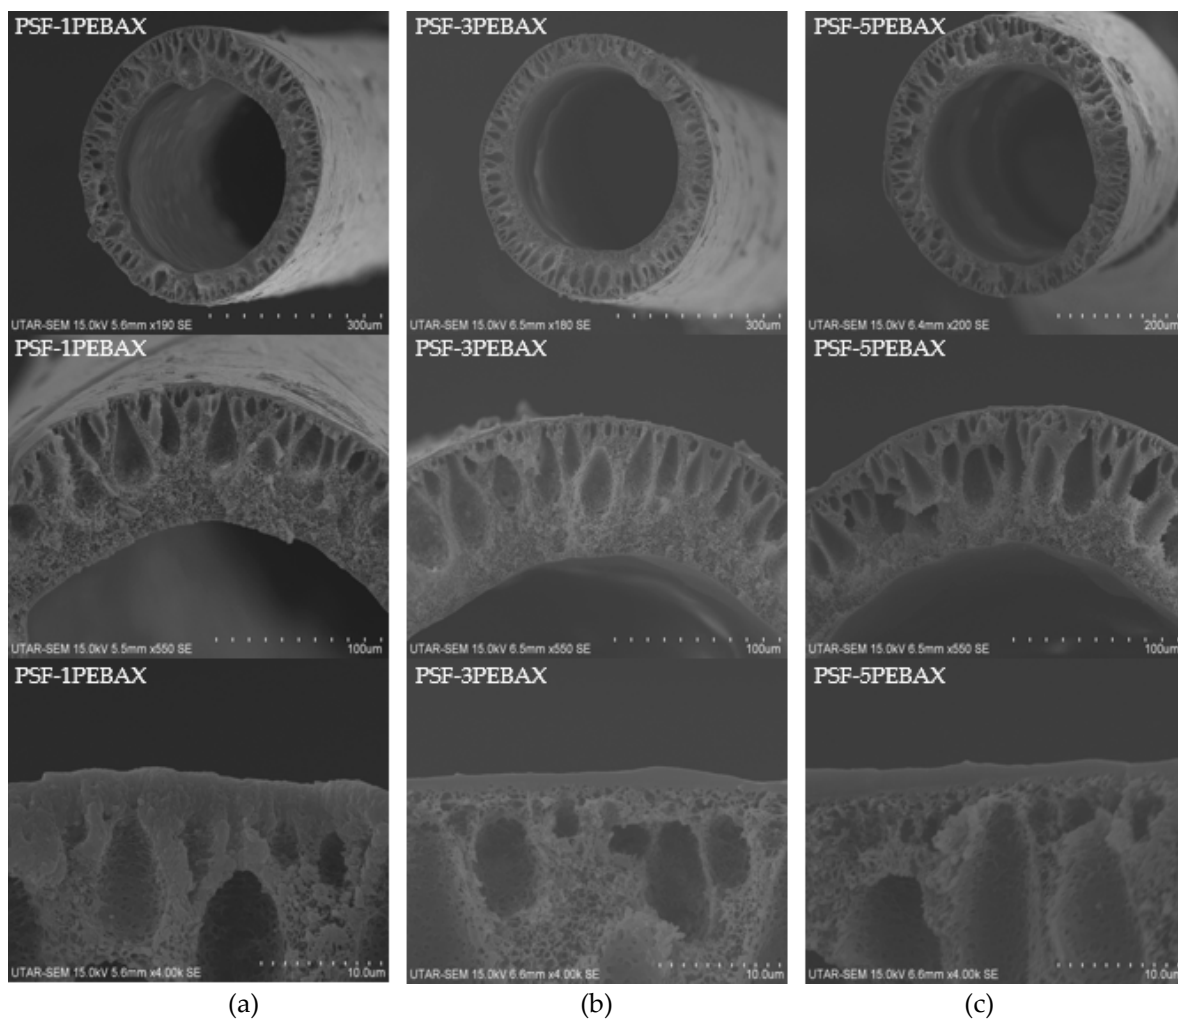 PSF-1PEBAX
PSF-3PEBAX
PSF-5PEBAX
UTAR-SEM 15.0kV 5.6mm x190 SE 300um
UTAR-SEM 15.0kV 6.5mm x180 SE 300um
UTAR-SEM 15.0kV 6.4mm x200 SE 200um
PSF-1PEBAX
PSF-3PEBAX
PSF-5PEBAX
UTAR-SEM 15.0kV 5.5mm x550 SE 100um
UTAR-SEM 15.0kV 6.5mm x550 SE 100um
UTAR-SEM 15.0kV 6.5mm x550 SE 100um
PSF-1PEBAX
PSF-3PEBAX
PSF-5PEBAX
UTAR-SEM 15.0kV 5.6mm x4.00k SE 10.0um
UTAR-SEM 15.0kV 6.6mm x4.00k SE 10.0um
UTAR-SEM 15.0kV 6.6mm x4.00k SE 10.0um
(a)
(b)
(c)